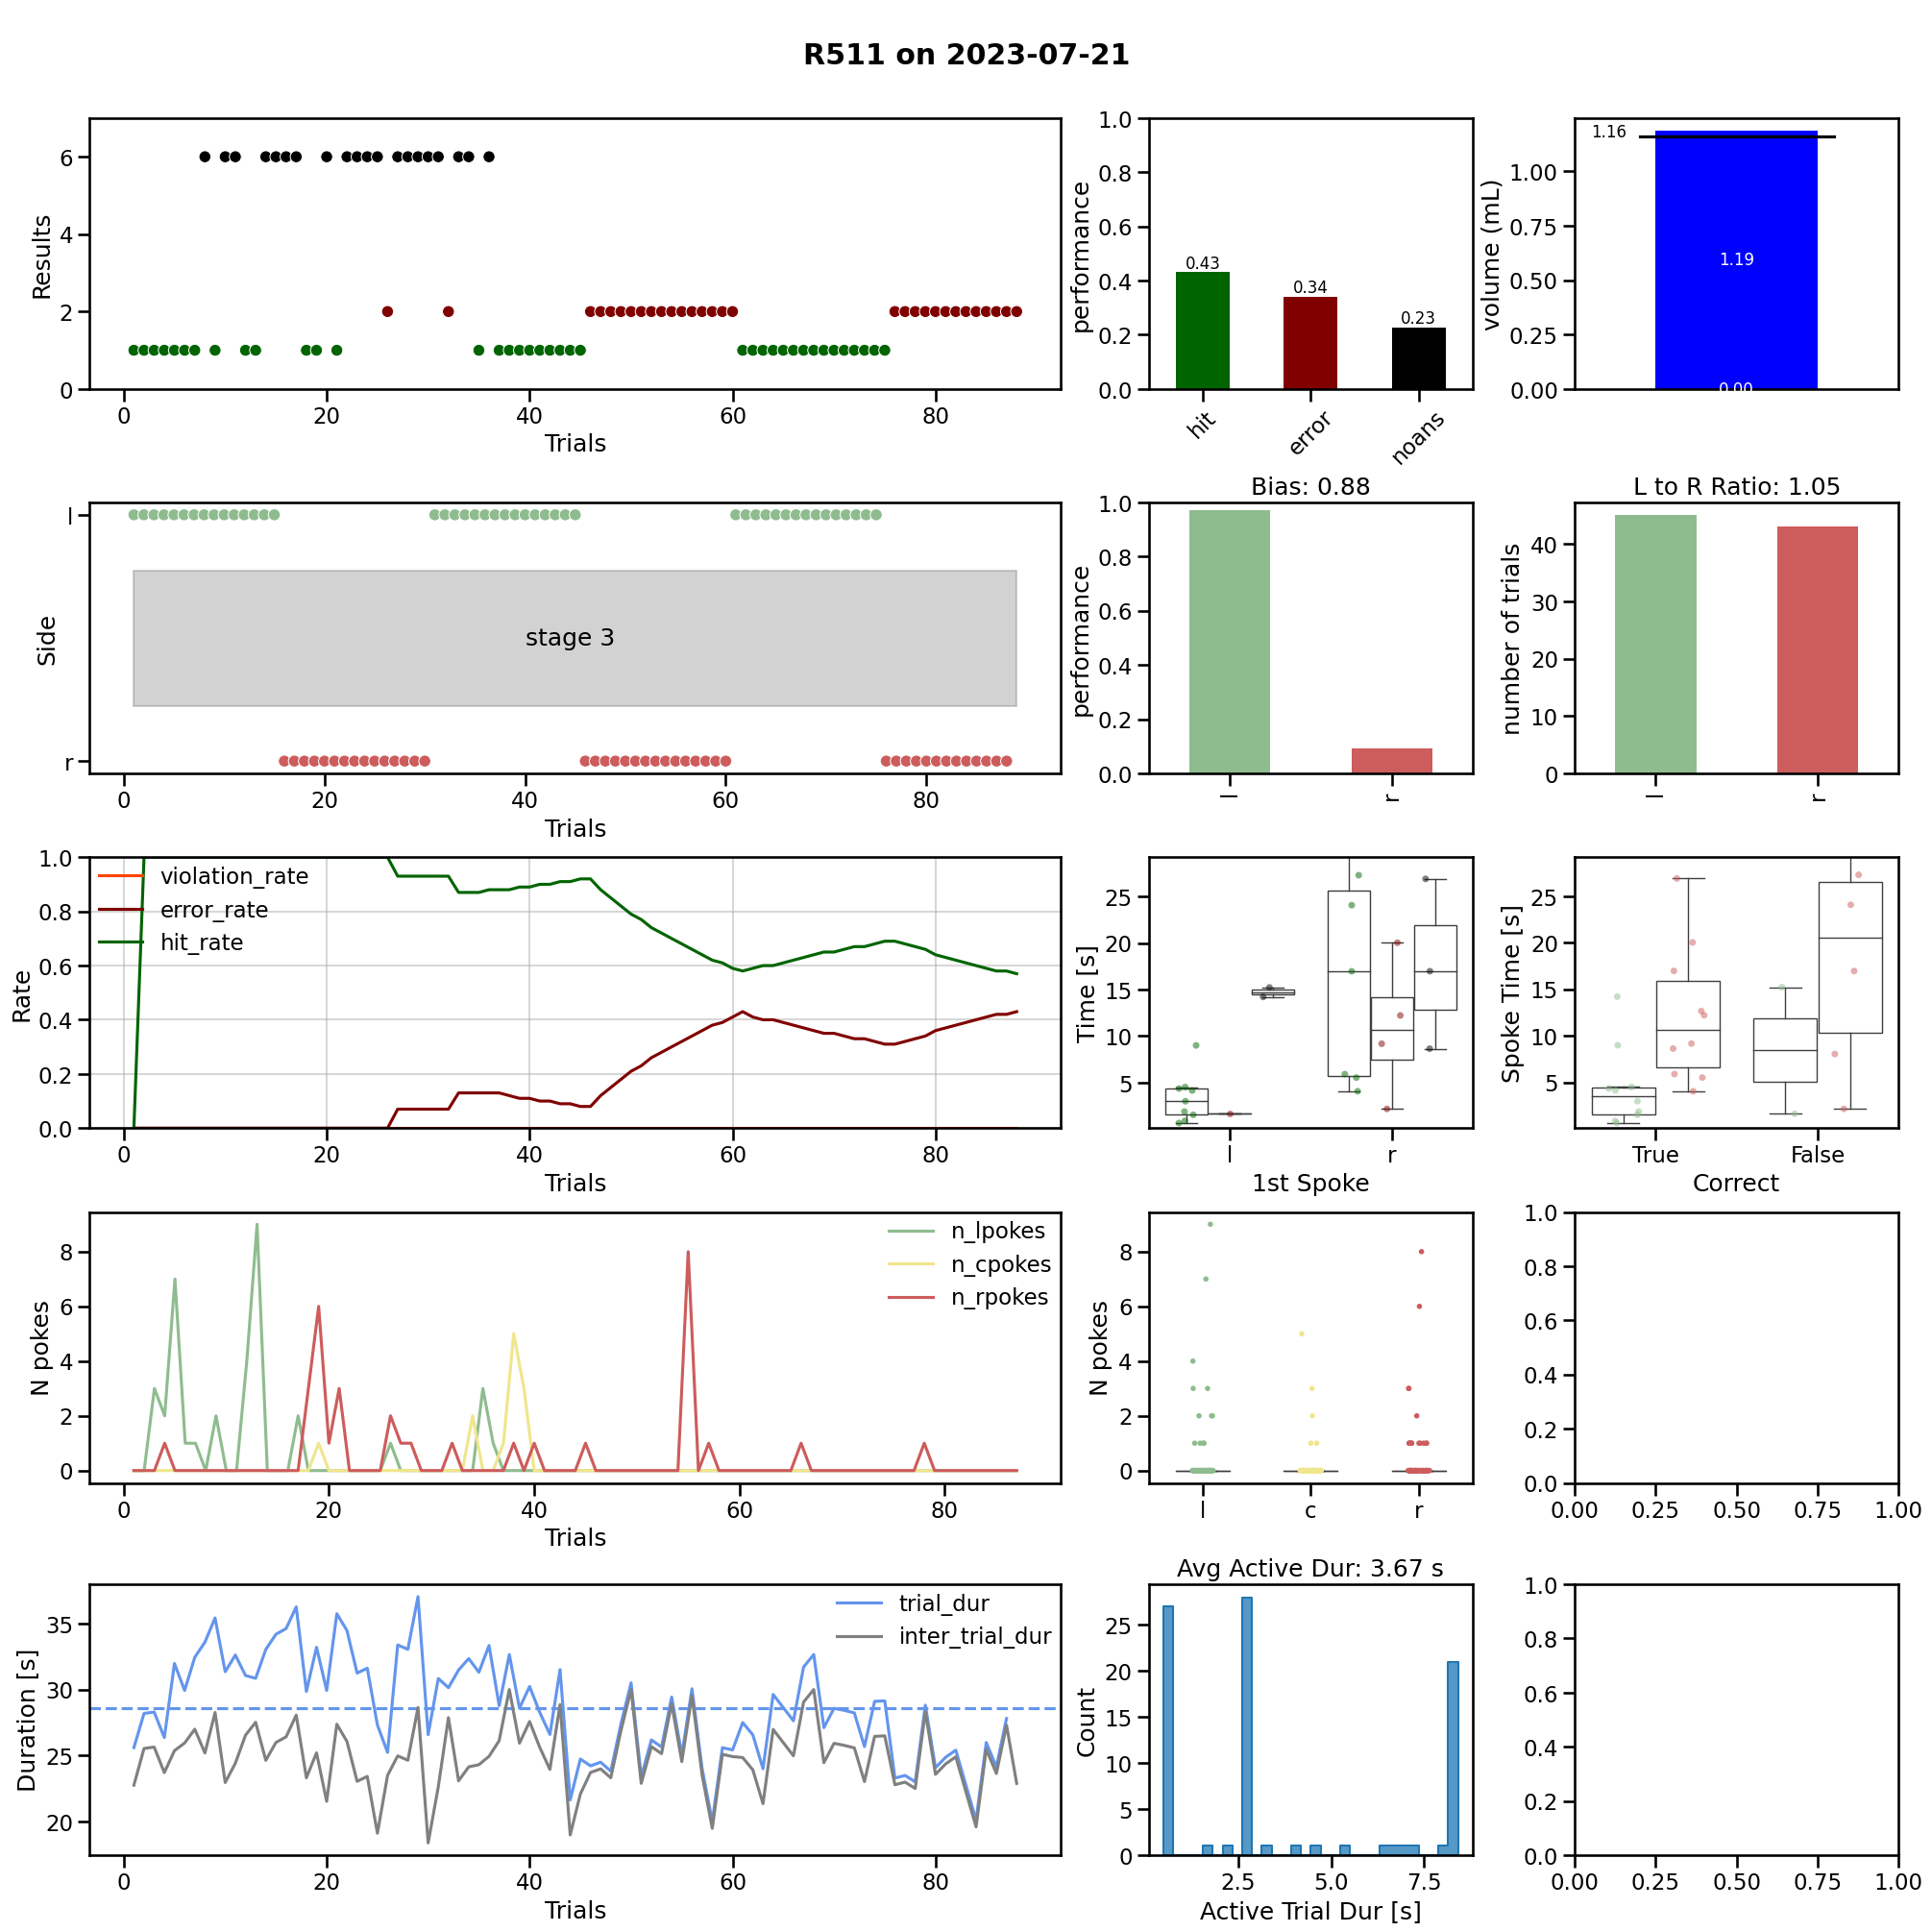 R511 on 2023-07-21
Results
6
4
2
0
0 20 40 60 80
Trials
performance
1.0
0.8
0.6
0.4
0.2
0.0
0.43
0.34
0.23
hit error noans
volume (mL)
1.00
0.75
0.50
0.25
0.00
1.16
1.19
0.00
Side
l
r
stage 3
0 20 40 60 80
Trials
Bias: 0.88
performance
1.0
0.8
0.6
0.4
0.2
0.0
l r
L to R Ratio: 1.05
number of trials
40
30
20
10
0
l r
Rate
1.0
0.8
0.6
0.4
0.2
0.0
violation_rate
error_rate
hit_rate
0 20 40 60 80
Trials
Time [s]
25
20
15
10
5
l r
1st Spoke
Spoke Time [s]
25
20
15
10
5
True False
Correct
N pokes
8
6
4
2
0
n_lpokes
n_cpokes
n_rpokes
0 20 40 60 80
Trials
N pokes
8
6
4
2
0
l c r
1.0
0.8
0.6
0.4
0.2
0.0
0.00 0.25 0.50 0.75 1.00
Duration [s]
35
30
25
20
trial_dur
inter_trial_dur
0 20 40 60 80
Trials
Avg Active Dur: 3.67 s
Count
25
20
15
10
5
0
2.5 5.0 7.5
Active Trial Dur [s]
1.0
0.8
0.6
0.4
0.2
0.0
0.00 0.25 0.50 0.75 1.00